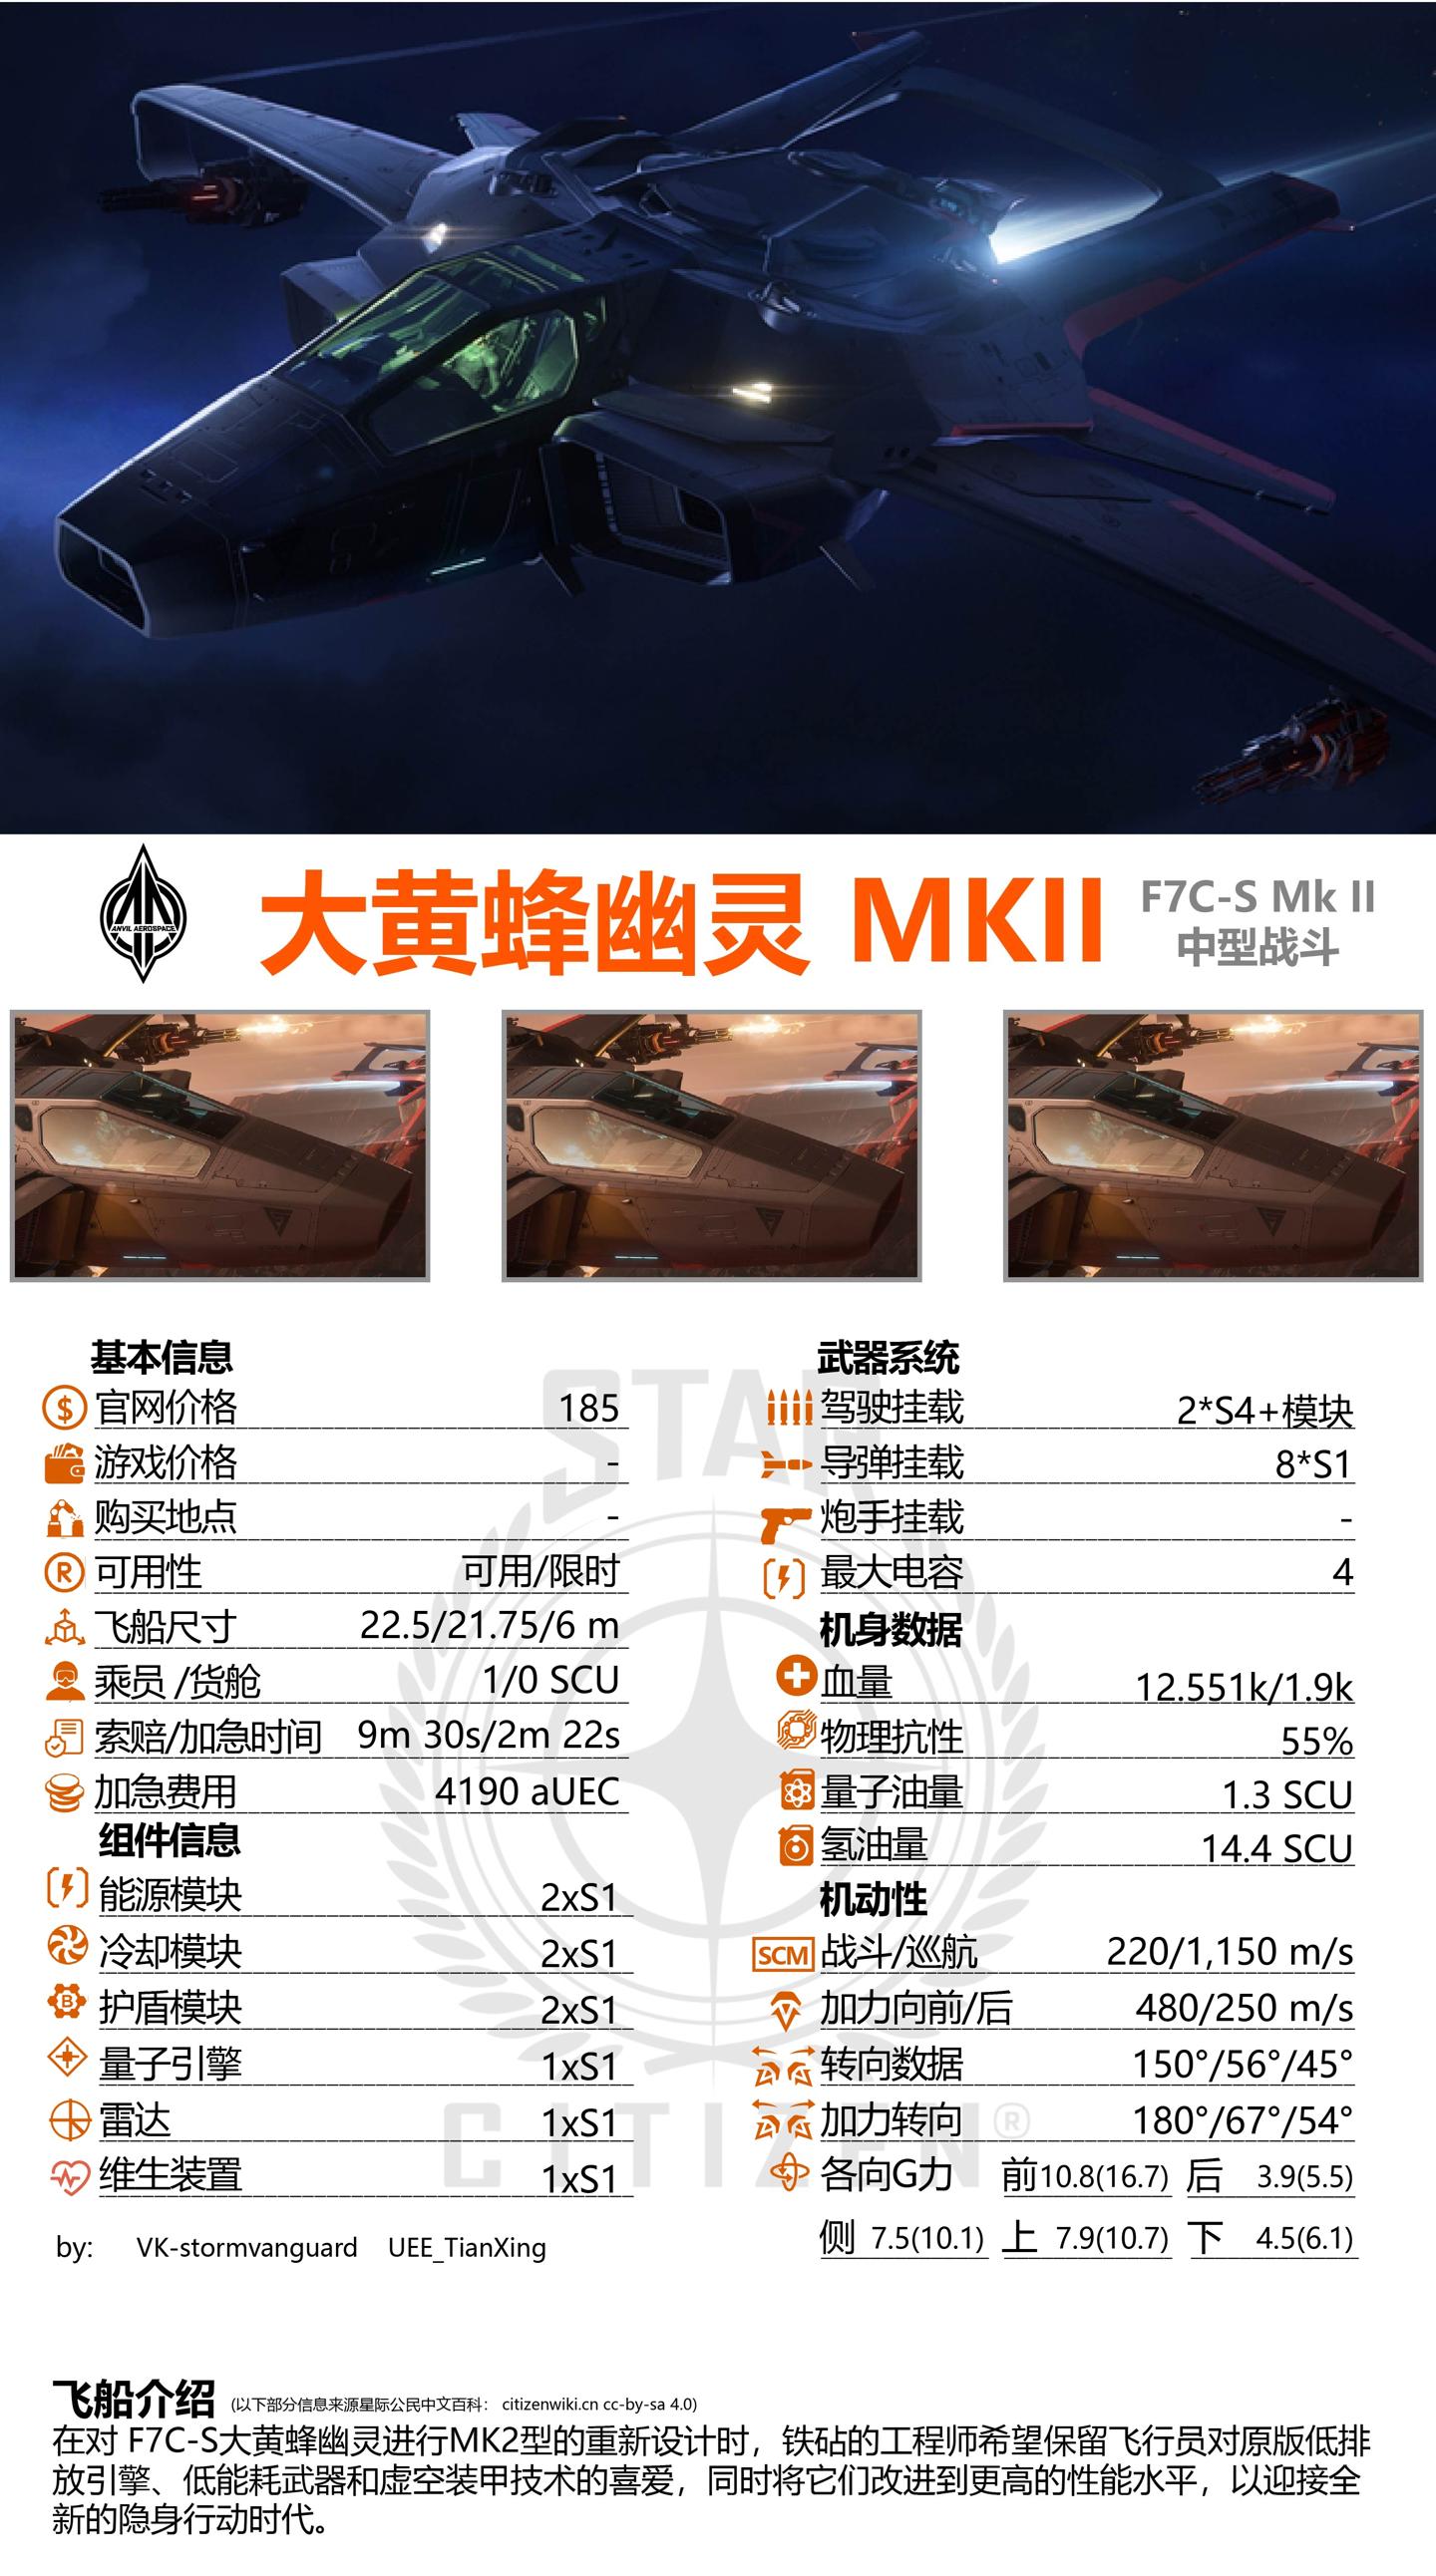 ANVIL AEROSPACE
大黄蜂幽灵 MKII
F7C-S Mk II
中型战斗
基本信息
官网价格 185
游戏价格 -
购买地点 -
可用性 可用/限时
飞船尺寸 22.5/21.75/6 m
乘员 /货舱 1/0 SCU
索赔/加急时间 9m 30s/2m 22s
加急费用 4190 aUEC
组件信息
能源模块 2xS1
冷却模块 2xS1
护盾模块 2xS1
量子引擎 1xS1
雷达 1xS1
维生装置 1xS1
by: VK-stormvanguard UEE_TianXing
武器系统
驾驶挂载 2*S4+模块
导弹挂载 8*S1
炮手挂载 -
最大电容 4
机身数据
血量 12.551k/1.9k
物理抗性 55%
量子油量 1.3 SCU
氢油量 14.4 SCU
机动性
SCM 战斗/巡航 220/1,150 m/s
加力向前/后 480/250 m/s
转向数据 150°/56°/45°
加力转向 180°/67°/54°
各向G力 前10.8(16.7) 后 3.9(5.5)
侧 7.5(10.1) 上 7.9(10.7) 下 4.5(6.1)
STAR
CITIZEN®
飞船介绍 (以下部分信息来源星际公民中文百科： citizenwiki.cn cc-by-sa 4.0)
在对 F7C-S大黄蜂幽灵进行MK2型的重新设计时，铁砧的工程师希望保留飞行员对原版低排
放引擎、低能耗武器和虚空装甲技术的喜爱，同时将它们改进到更高的性能水平，以迎接全
新的隐身行动时代。